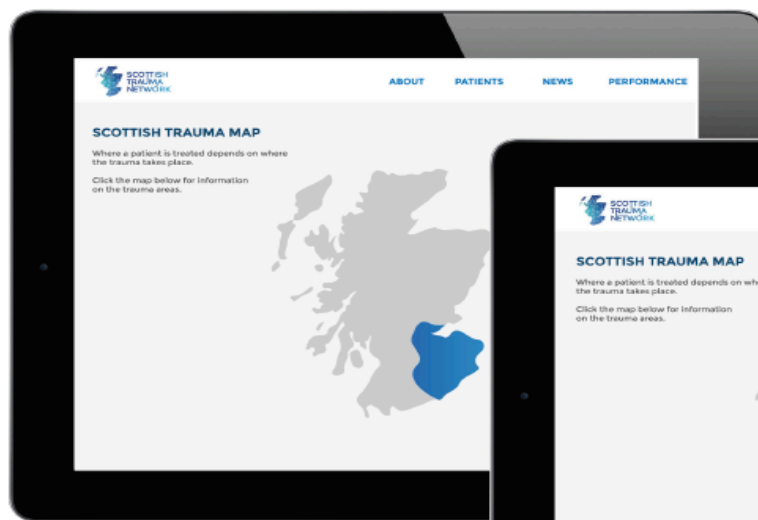 SCOTTISH
TRAUMA
NETWORK
ABOUT PATIENTS NEWS PERFORMANCE
SCOTTISH TRAUMA MAP
Where a patient is treated depends on where
the trauma takes place.
Click the map below for information
on the trauma areas.
SCOTTISH
TRAUMA
NETWORK
SCOTTISH TRAUMA MAP
Where a patient is treated depends on whe
the trauma takes place.
Click the map below for information
on the trauma areas.